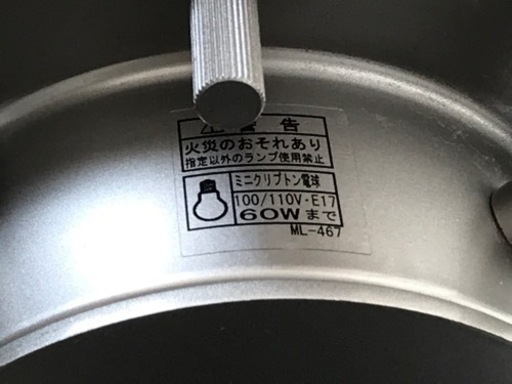 警告
火災のおそれあり
指定以外のランプ使用禁止
ミニクリプトン電球
100/110V・E17
60Wまで
ML-467